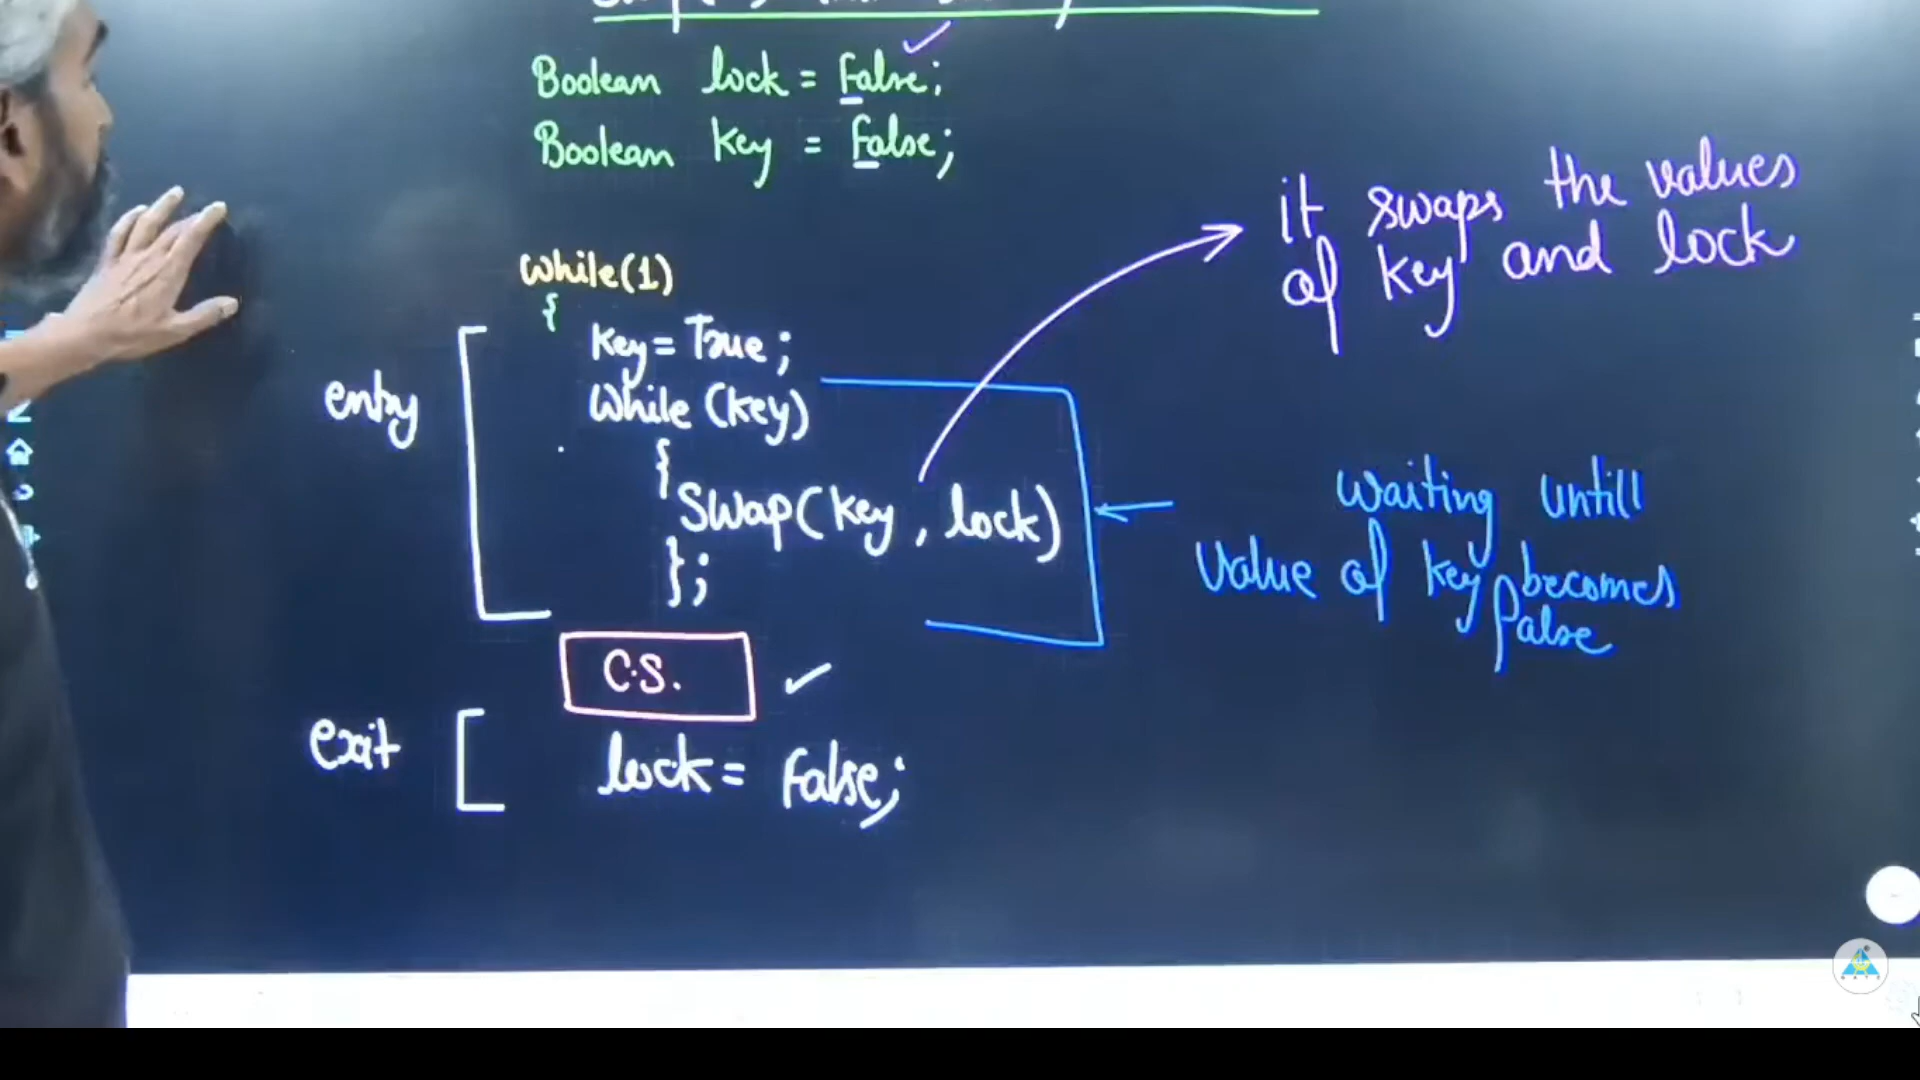 Boolean lock = False;
Boolean key = False;
while(1)
{
key = True;
While (key)
{
Swap(key, lock)
};
C.S.
lock = False;
entry
exit
it swaps the values
of key and lock
waiting untill
value of key becomes
false